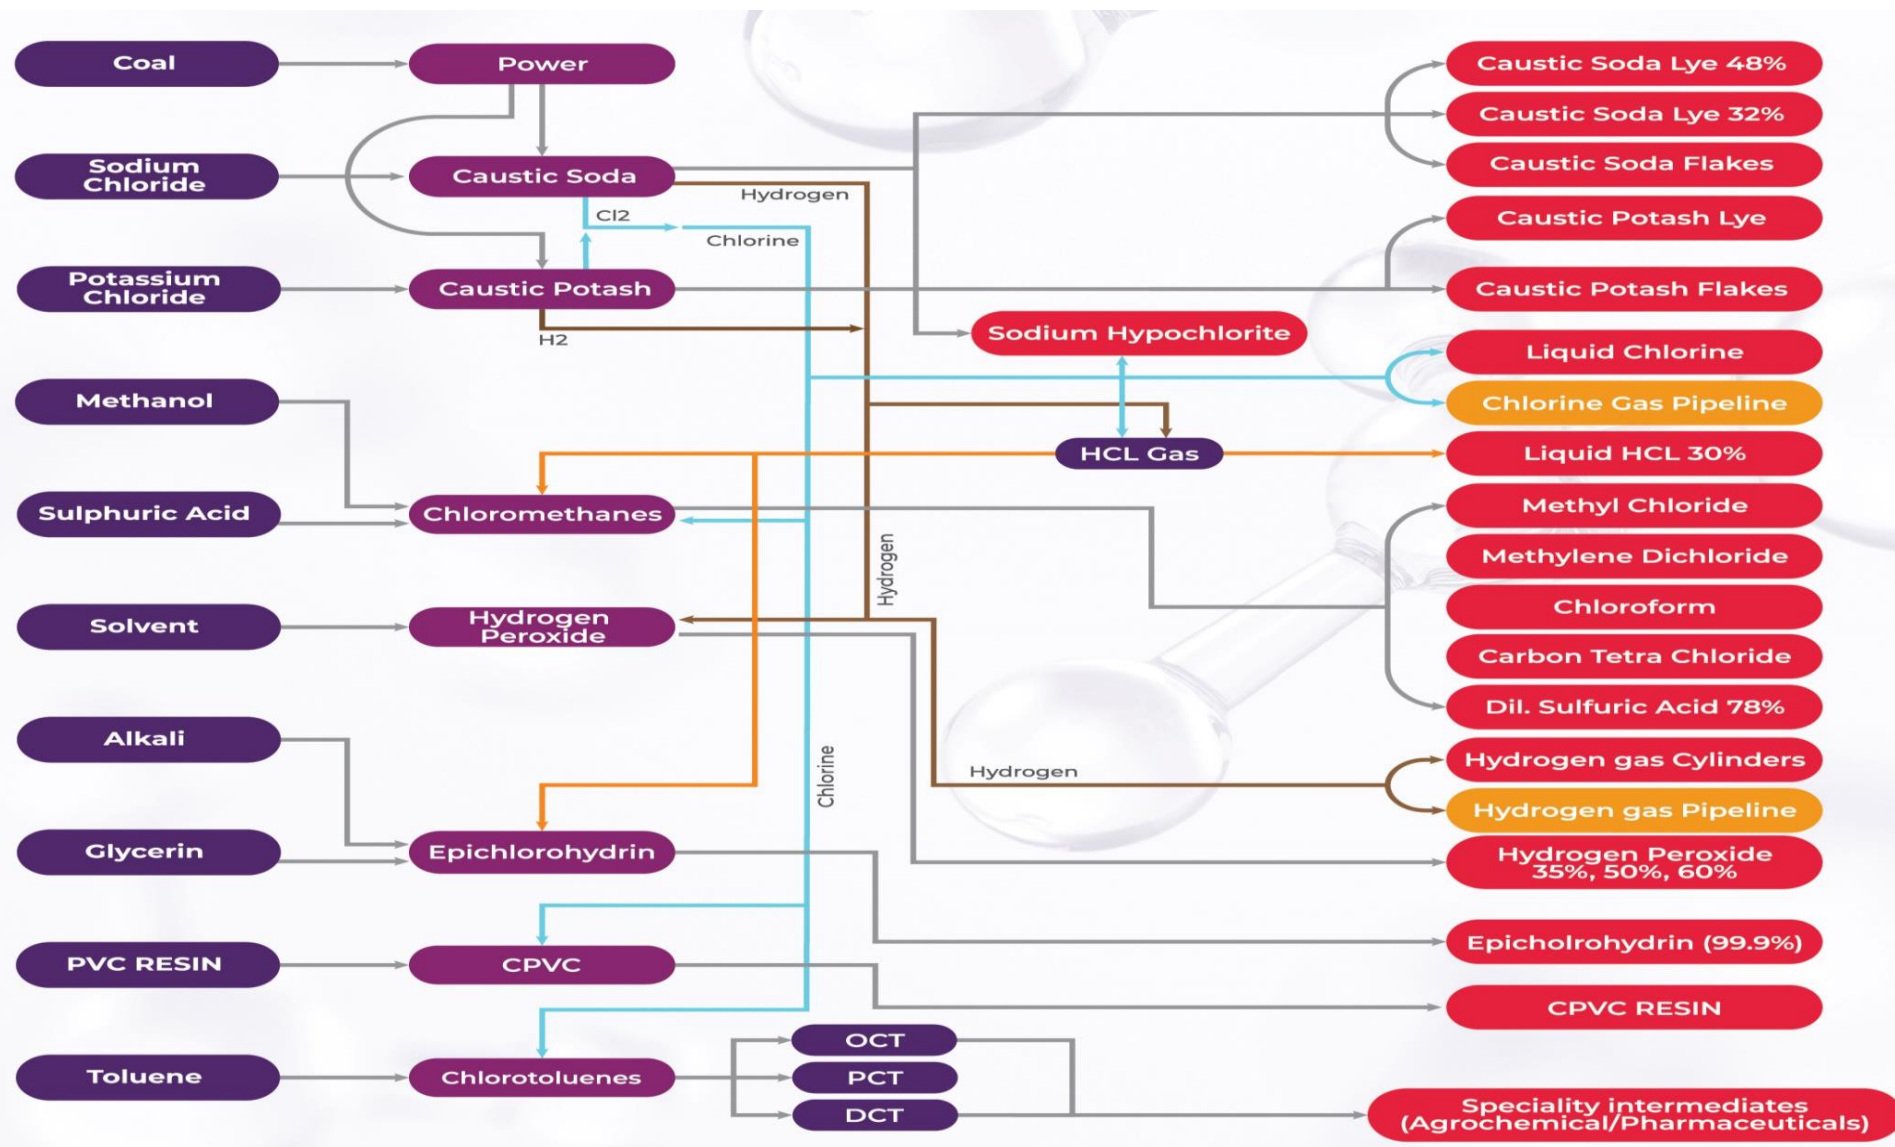 Coal
Power
Caustic Soda Lye 48%
Caustic Soda Lye 32%
Sodium
Chloride
Caustic Soda
Caustic Soda Flakes
Hydrogen
Cl2
Chlorine
Caustic Potash Lye
Potassium
Chloride
Caustic Potash
Caustic Potash Flakes
H2
Sodium Hypochlorite
Liquid Chlorine
Methanol
Chlorine Gas Pipeline
HCL Gas
Liquid HCL 30%
Sulphuric Acid
Chloromethanes
Methyl Chloride
Methylene Dichloride
Hydrogen
Chloroform
Solvent
Hydrogen
Peroxide
Carbon Tetra Chloride
Dil. Sulfuric Acid 78%
Alkali
Chlorine
Hydrogen
Hydrogen gas Cylinders
Hydrogen gas Pipeline
Glycerin
Epichlorohydrin
Hydrogen Peroxide
35%, 50%, 60%
Epicholrohydrin (99.9%)
PVC RESIN
CPVC
CPVC RESIN
OCT
Toluene
Chlorotoluenes
PCT
DCT
Speciality intermediates
(Agrochemical/Pharmaceuticals)